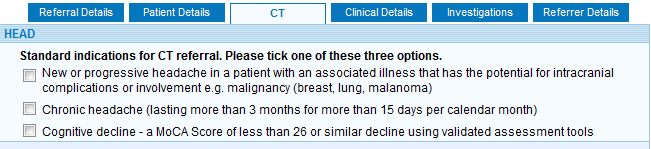 Referral Details Patient Details CT Clinical Details Investigations Referrer Details
HEAD
Standard indications for CT referral. Please tick one of these three options.
New or progressive headache in a patient with an associated illness that has the potential for intracranial
complications or involvement e.g. malignancy (breast, lung, malanoma)
Chronic headache (lasting more than 3 months for more than 15 days per calendar month)
Cognitive decline - a MoCA Score of less than 26 or similar decline using validated assessment tools